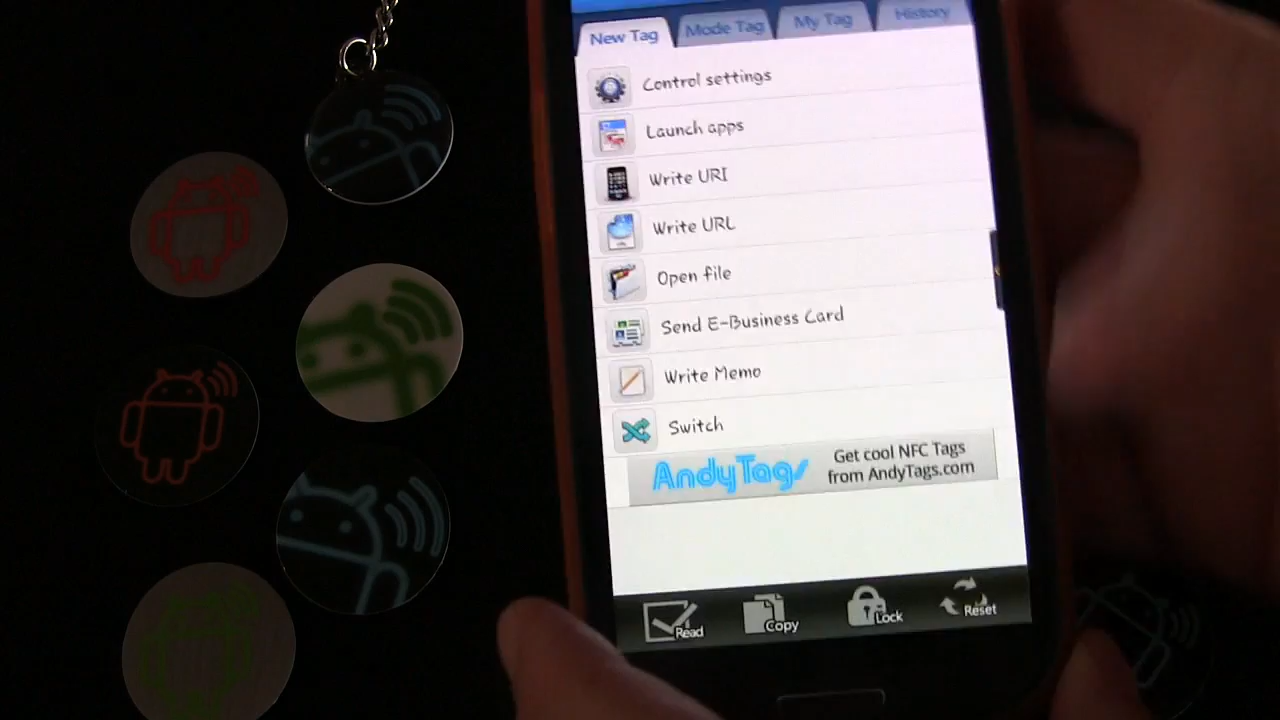 New Tag
Mode Tag
My Tag
History
Control settings
Launch apps
Write URI
Write URL
Open file
Send E-Business Card
Write Memo
Switch
AndyTags
Get cool NFC Tags
from AndyTags.com
Read
Copy
Lock
Reset